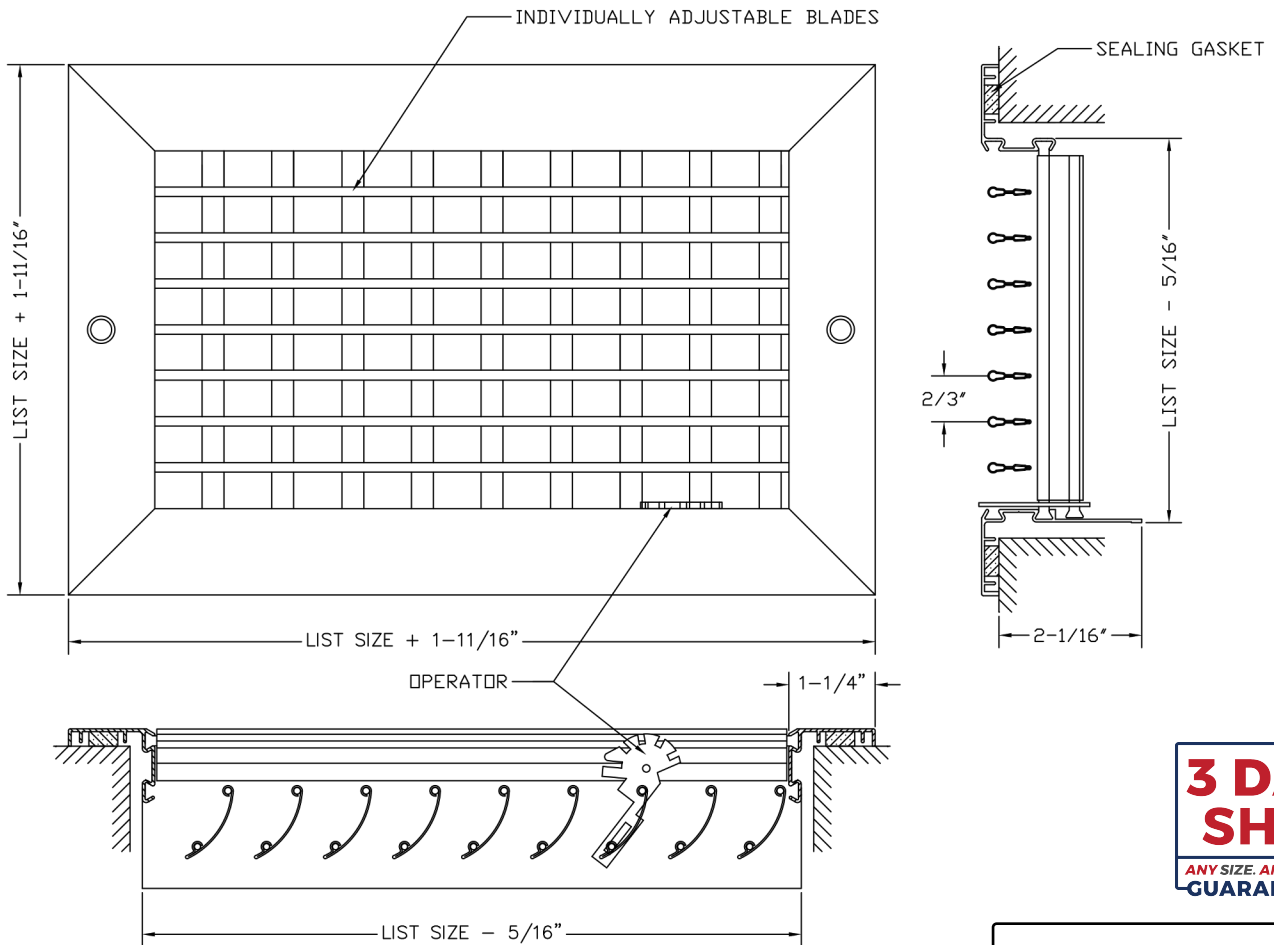 INDIVIDUALLY ADJUSTABLE BLADES
SEALING GASKET
LIST SIZE + 1-11/16"
LIST SIZE - 5/16"
2/3"
2-1/16"
LIST SIZE + 1-11/16"
OPERATOR
1-1/4"
LIST SIZE - 5/16"
3 D
SH
ANY SIZE.
GUARA